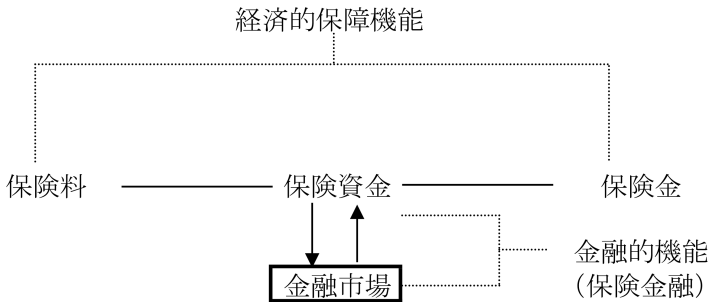 経済的保障機能
保険料
保険資金
保険金
金融的機能
(保険金融)
金融市場